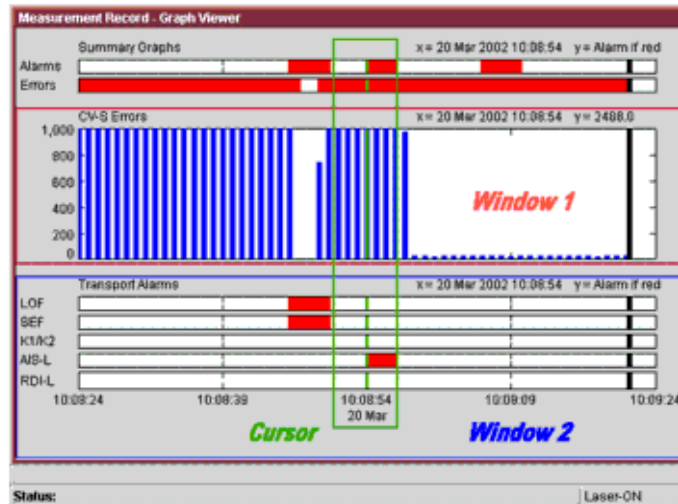 Measurement Record - Graph Viewer
Summary Graphs x = 20 Mar 2002 10:08:54 y = Alarm if red
Alarms
Errors
CV-S Errors x = 20 Mar 2002 10:08:54 y = 2488.0
1,000
800
600
400
200
0
Window 1
Transport Alarms x = 20 Mar 2002 10:08:54 y = Alarm if red
LOF
SEF
K1/K2
AIS-L
RDI-L
10:08:24 10:08:39 10:08:54 10:09:09 10:09:24
20 Mar
Cursor Window 2
Status: Laser-ON